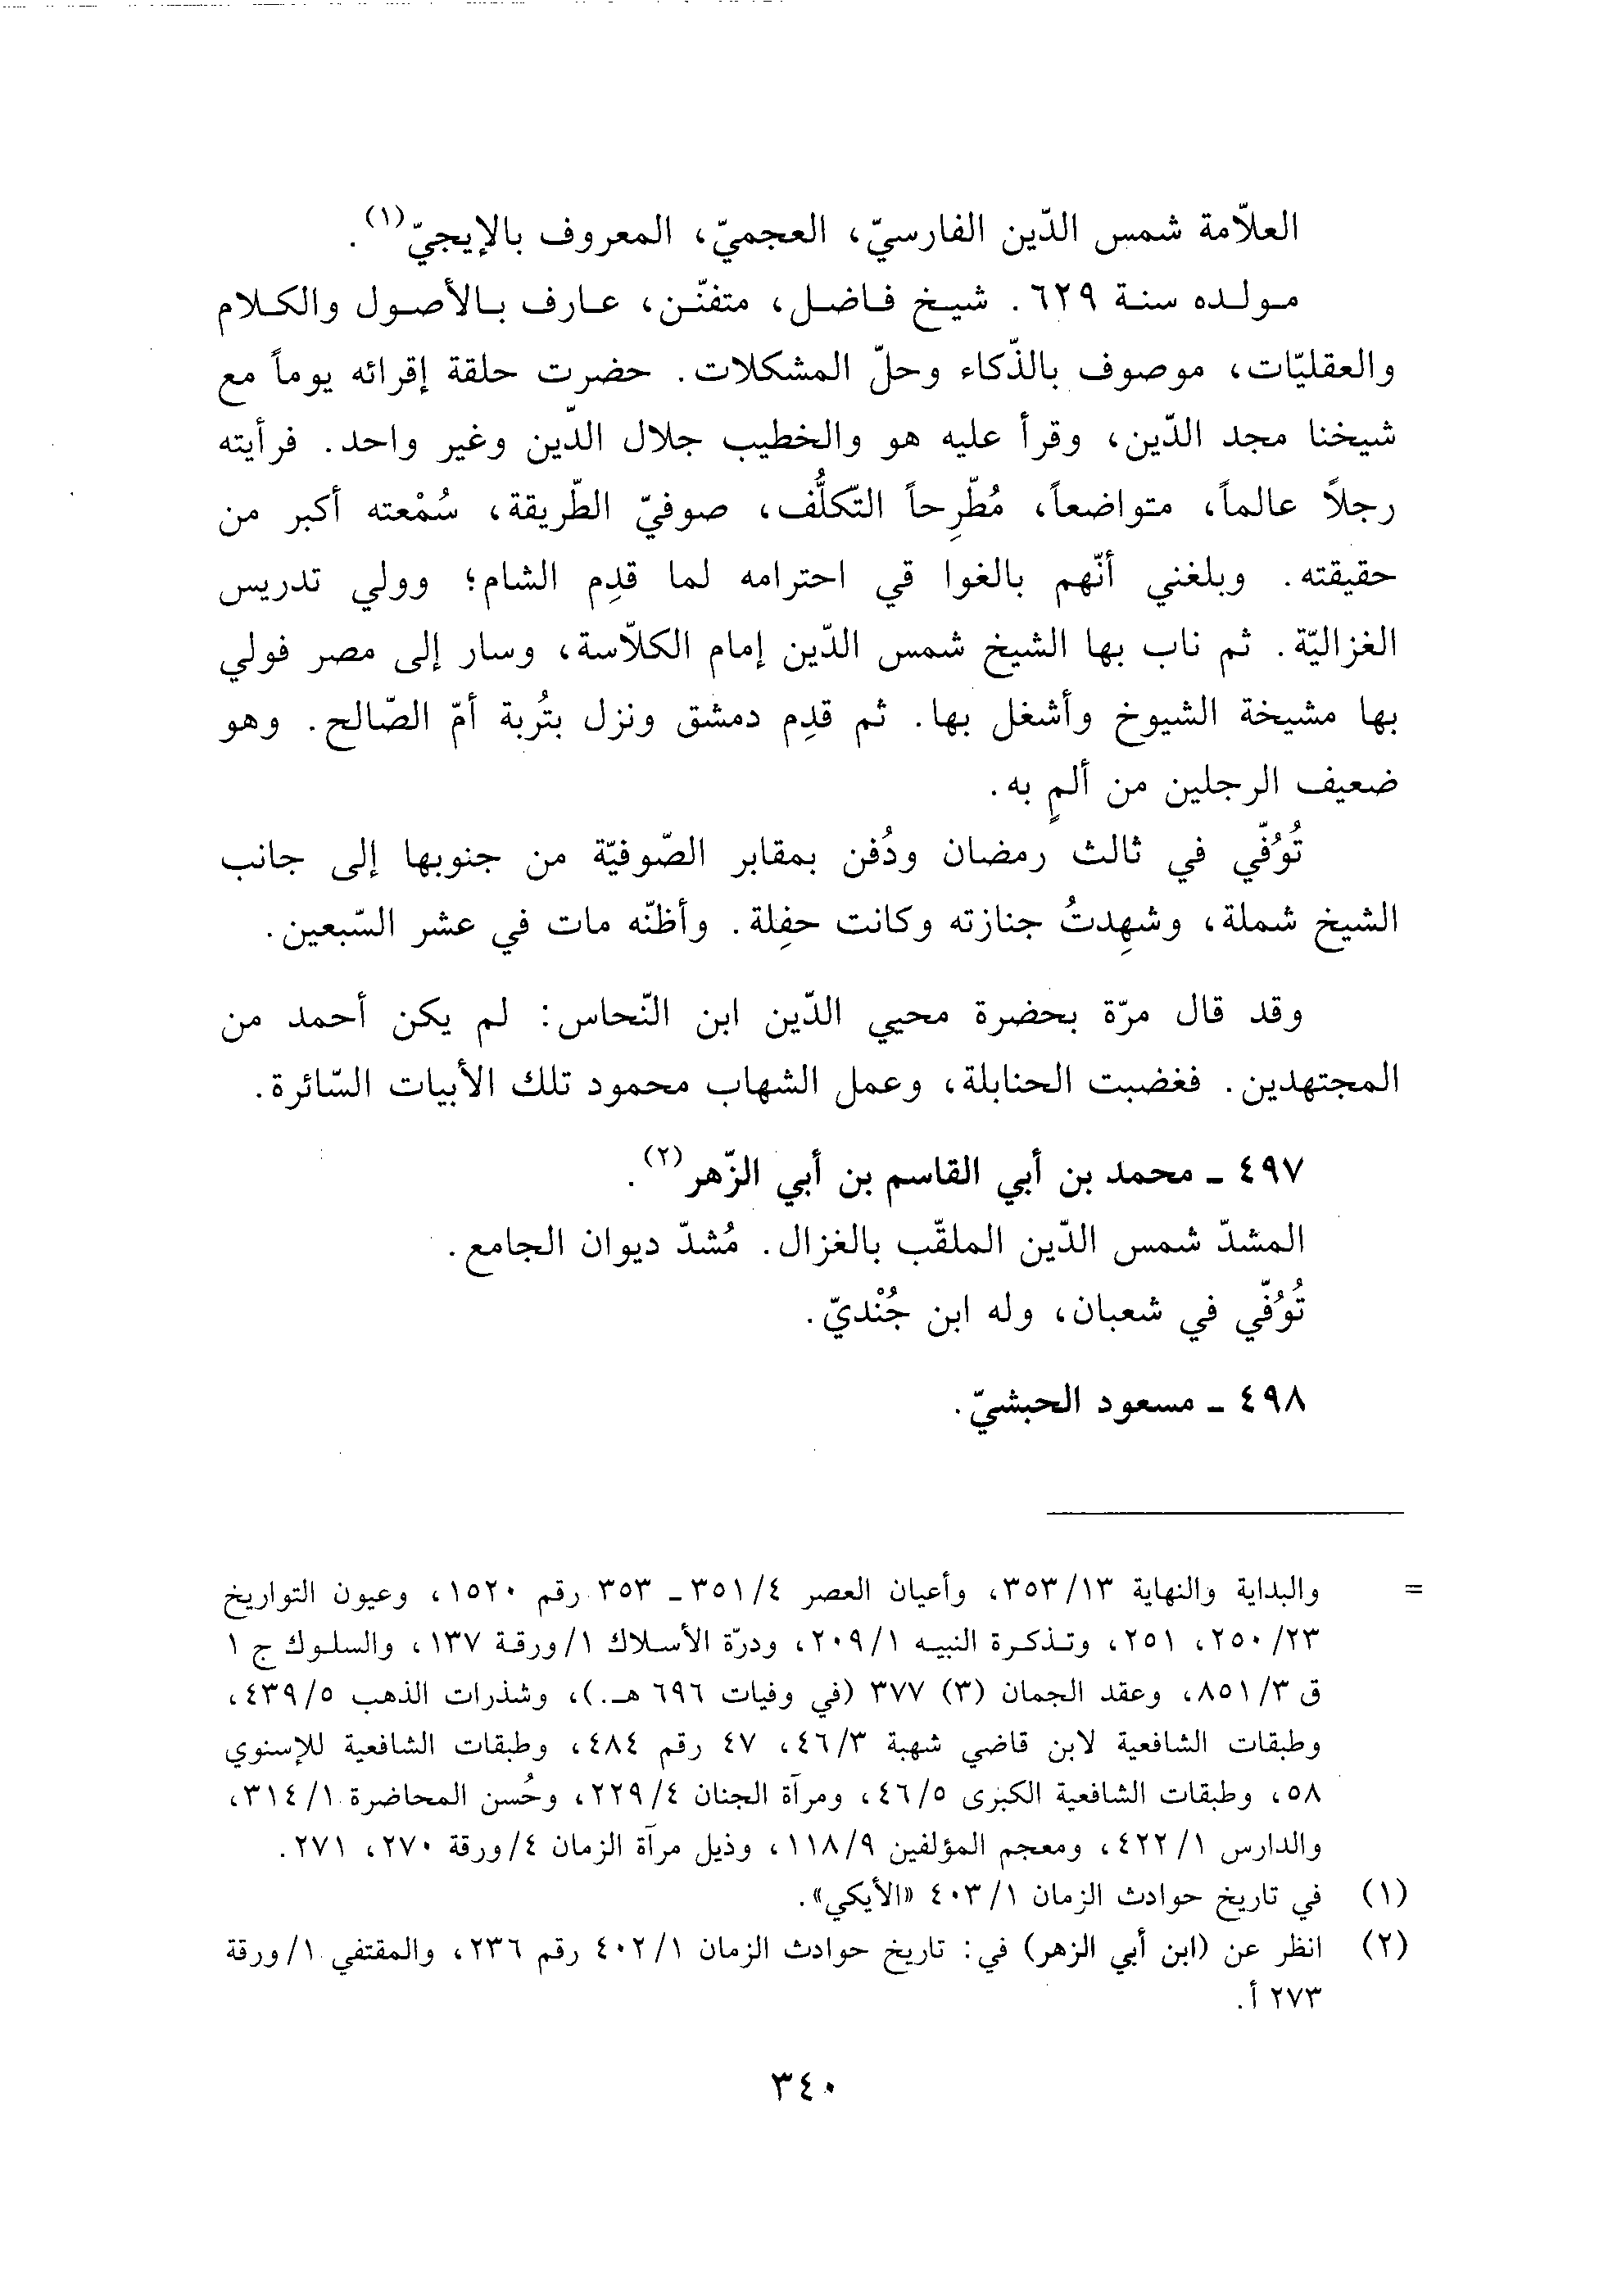 العلاّمة شمس الدّين الفارسيّ، العجميّ، المعروف بالإيجيّ(١).
مولده سنة ٦٢٩. شيخ فاضل، متفنّن، عارف بالأصول والكلام
والعقليّات، موصوف بالذّكاء وحلّ المشكلات. حضرت حلقة إقرائه يوماً مع
شيخنا مجد الدّين، وقرأ عليه هو والخطيب جلال الدّين وغير واحد. فرأيته
رجلاً عالماً، متواضعاً، مُطَّرِحاً التّكلُّف، صوفيّ الطّريقة، سُمْعته أكبر من
حقيقته. وبلغني أنّهم بالغوا قي احترامه لما قدِم الشام؛ وولي تدريس
الغزاليّة. ثم ناب بها الشيخ شمس الدّين إمام الكلاّسة، وسار إلى مصر فولي
بها مشيخة الشيوخ وأشغل بها. ثم قدِم دمشق ونزل بتُربة أمّ الصّالح. وهو
ضعيف الرجلين من ألمٍ به.
تُوُفّي في ثالث رمضان ودُفن بمقابر الصّوفيّة من جنوبها إلى جانب
الشيخ شملة، وشهِدتُ جنازته وكانت حفِلة. وأظنّه مات في عشر السّبعين.
وقد قال مرّة بحضرة محيي الدّين ابن النّحاس: لم يكن أحمد من
المجتهدين. فغضبت الحنابلة، وعمل الشهاب محمود تلك الأبيات السّائرة.
٤٩٧ ـ محمد بن أبي القاسم بن أبي الزّهر(٢).
المشدّ شمس الدّين الملقّب بالغزال. مُشدّ ديوان الجامع.
تُوُفّي في شعبان، وله ابن جُنْديّ.
٤٩٨ ـ مسعود الحبشيّ.
= والبداية والنهاية ٣٥٣/١٣، وأعيان العصر ٣٥١/٤ ـ ٣٥٣ رقم ١٥٢٠، وعيون التواريخ
٢٥٠/٢٣، ٢٥١، وتذكرة النبيه ٢٠٩/١، ودرّة الأسلاك ١/ورقة ١٣٧، والسلوك ج ١
ق ٨٥١/٣، وعقد الجمان (٣) ٣٧٧ (في وفيات ٦٩٦ هـ.)، وشذرات الذهب ٤٣٩/٥،
وطبقات الشافعية لابن قاضي شهبة ٤٦/٣، ٤٧ رقم ٤٨٤، وطبقات الشافعية للإسنوي
٥٨، وطبقات الشافعية الكبرى ٤٦/٥، ومرآة الجنان ٢٢٩/٤، وحُسن المحاضرة ٣١٤/١،
والدارس ٤٢٢/١، ومعجم المؤلفين ١١٨/٩، وذيل مرآة الزمان ٤/ورقة ٢٧٠، ٢٧١.
(١) في تاريخ حوادث الزمان ٤٠٣/١ «الأيكي».
(٢) انظر عن (ابن أبي الزهر) في: تاريخ حوادث الزمان ٤٠٢/١ رقم ٢٣٦، والمقتفي ١/ورقة
٢٧٣ أ.
٣٤٠